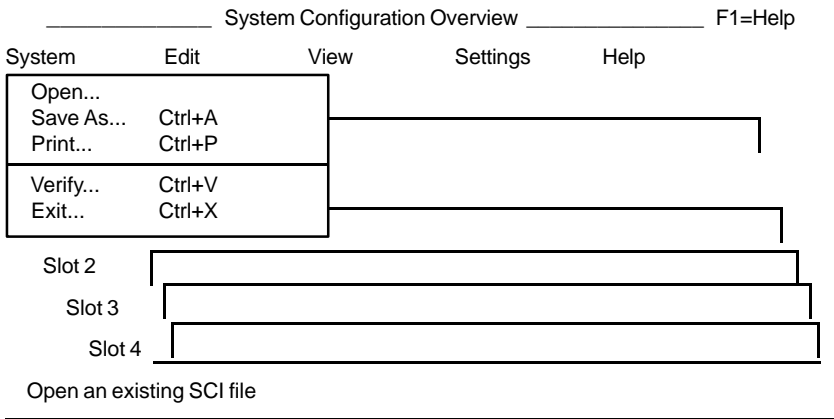 System Configuration Overview F1=Help
System Edit View Settings Help
Open...
Save As... Ctrl+A
Print... Ctrl+P
Verify... Ctrl+V
Exit... Ctrl+X
Slot 2
Slot 3
Slot 4
Open an existing SCI file